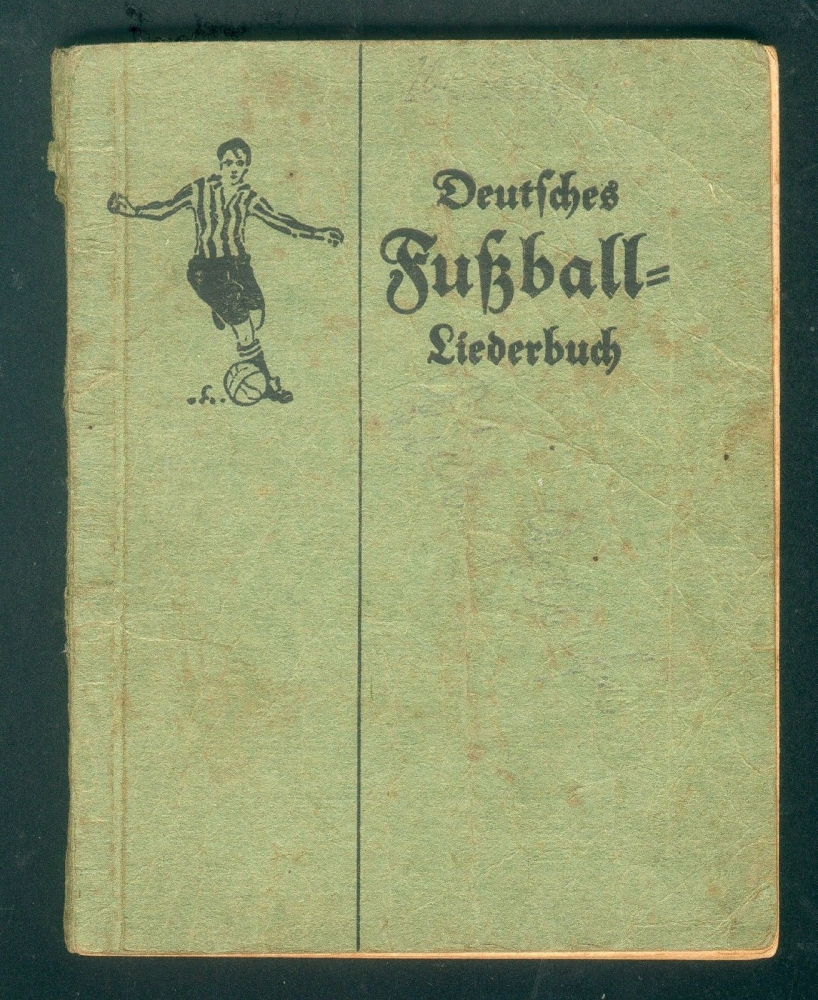 Deutsches
Fußball=
Liederbuch